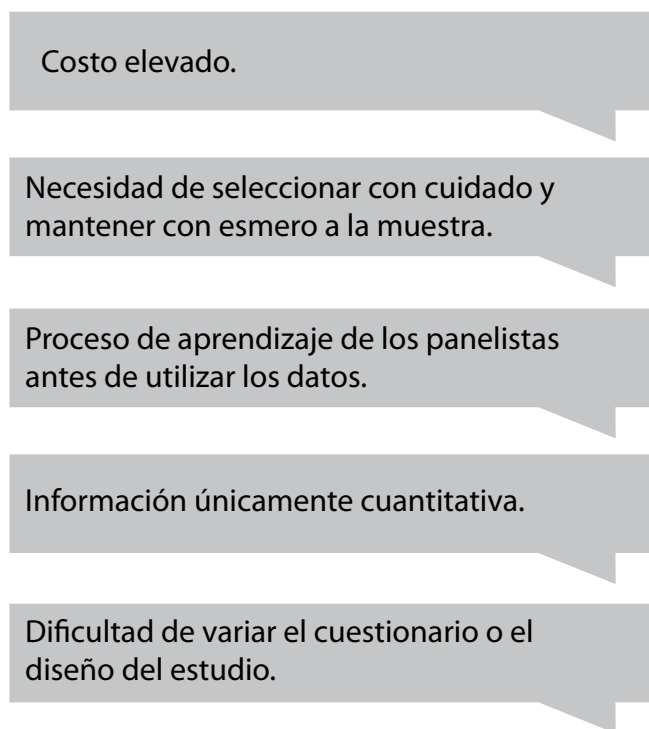 Costo elevado.
Necesidad de seleccionar con cuidado y
mantener con esmero a la muestra.
Proceso de aprendizaje de los panelistas
antes de utilizar los datos.
Información únicamente cuantitativa.
Dificultad de variar el cuestionario o el
diseño del estudio.